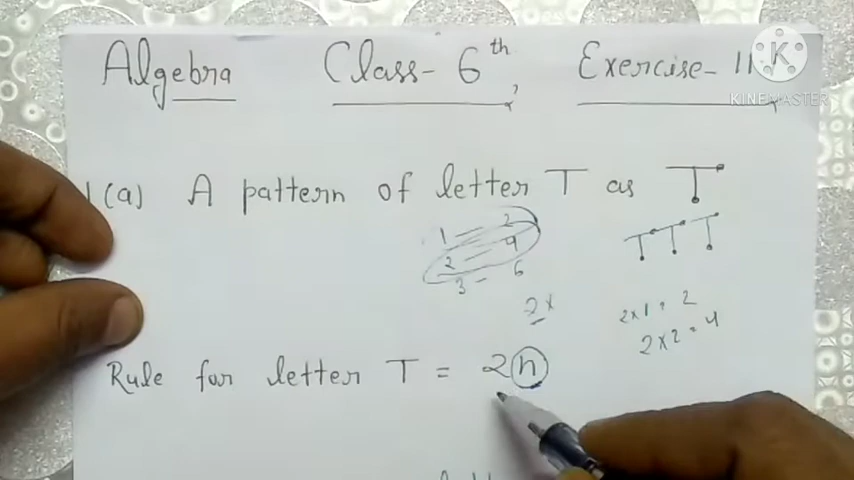 Algebra Class- 6th, Exercise- 11
K
KINEMASTER
(a) A pattern of letter T as T
1 — 2
2 — 4
3 — 6
2x
2x1 = 2
2x2 = 4
Rule for letter T = 2n